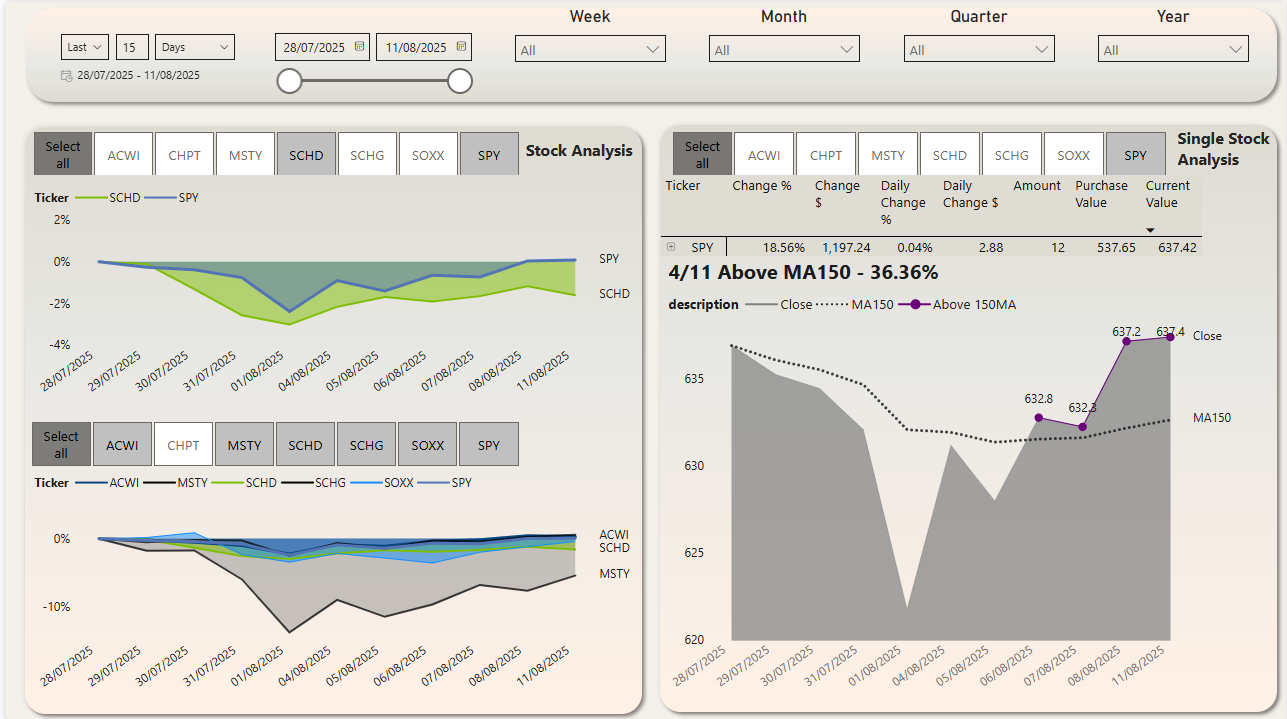 Week
Month
Quarter
Year
Last
15
Days
28/07/2025
11/08/2025
All
All
All
All
28/07/2025 - 11/08/2025
Select all
ACWI
CHPT
MSTY
SCHD
SCHG
SOXX
SPY
Stock Analysis
Ticker SCHD SPY
2%
0%
-2%
-4%
SPY
SCHD
28/07/2025
29/07/2025
30/07/2025
31/07/2025
01/08/2025
04/08/2025
05/08/2025
06/08/2025
07/08/2025
08/08/2025
11/08/2025
Select all
ACWI
CHPT
MSTY
SCHD
SCHG
SOXX
SPY
Ticker ACWI MSTY SCHD SCHG SOXX SPY
0%
-10%
ACWI
SCHD
MSTY
28/07/2025
29/07/2025
30/07/2025
31/07/2025
01/08/2025
04/08/2025
05/08/2025
06/08/2025
07/08/2025
08/08/2025
11/08/2025
Select all
ACWI
CHPT
MSTY
SCHD
SCHG
SOXX
SPY
Single Stock
Analysis
Ticker Change % Change $ Daily Change % Daily Change $ Amount Purchase Value Current Value
SPY 18.56% 1,197.24 0.04% 2.88 12 537.65 637.42
4/11 Above MA150 - 36.36%
description Close MA150 Above 150MA
635
630
625
620
632.8
632.3
637.2
637.4
Close
MA150
28/07/2025
29/07/2025
30/07/2025
31/07/2025
01/08/2025
04/08/2025
05/08/2025
06/08/2025
07/08/2025
08/08/2025
11/08/2025